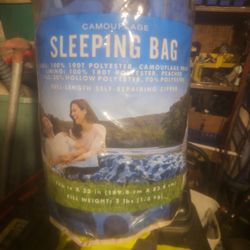 CAMOUFLAGE
SLEEPING BAG
100% 190T POLYESTER, CAMOUFLAGE
LINING: 100% 190T POLYESTER, PEACHED
HOLLOW POLYESTER, 70% POLYESTER
FULL-LENGTH SELF-REPAIRING ZIPPER
FILL WEIGHT: 3 lbs